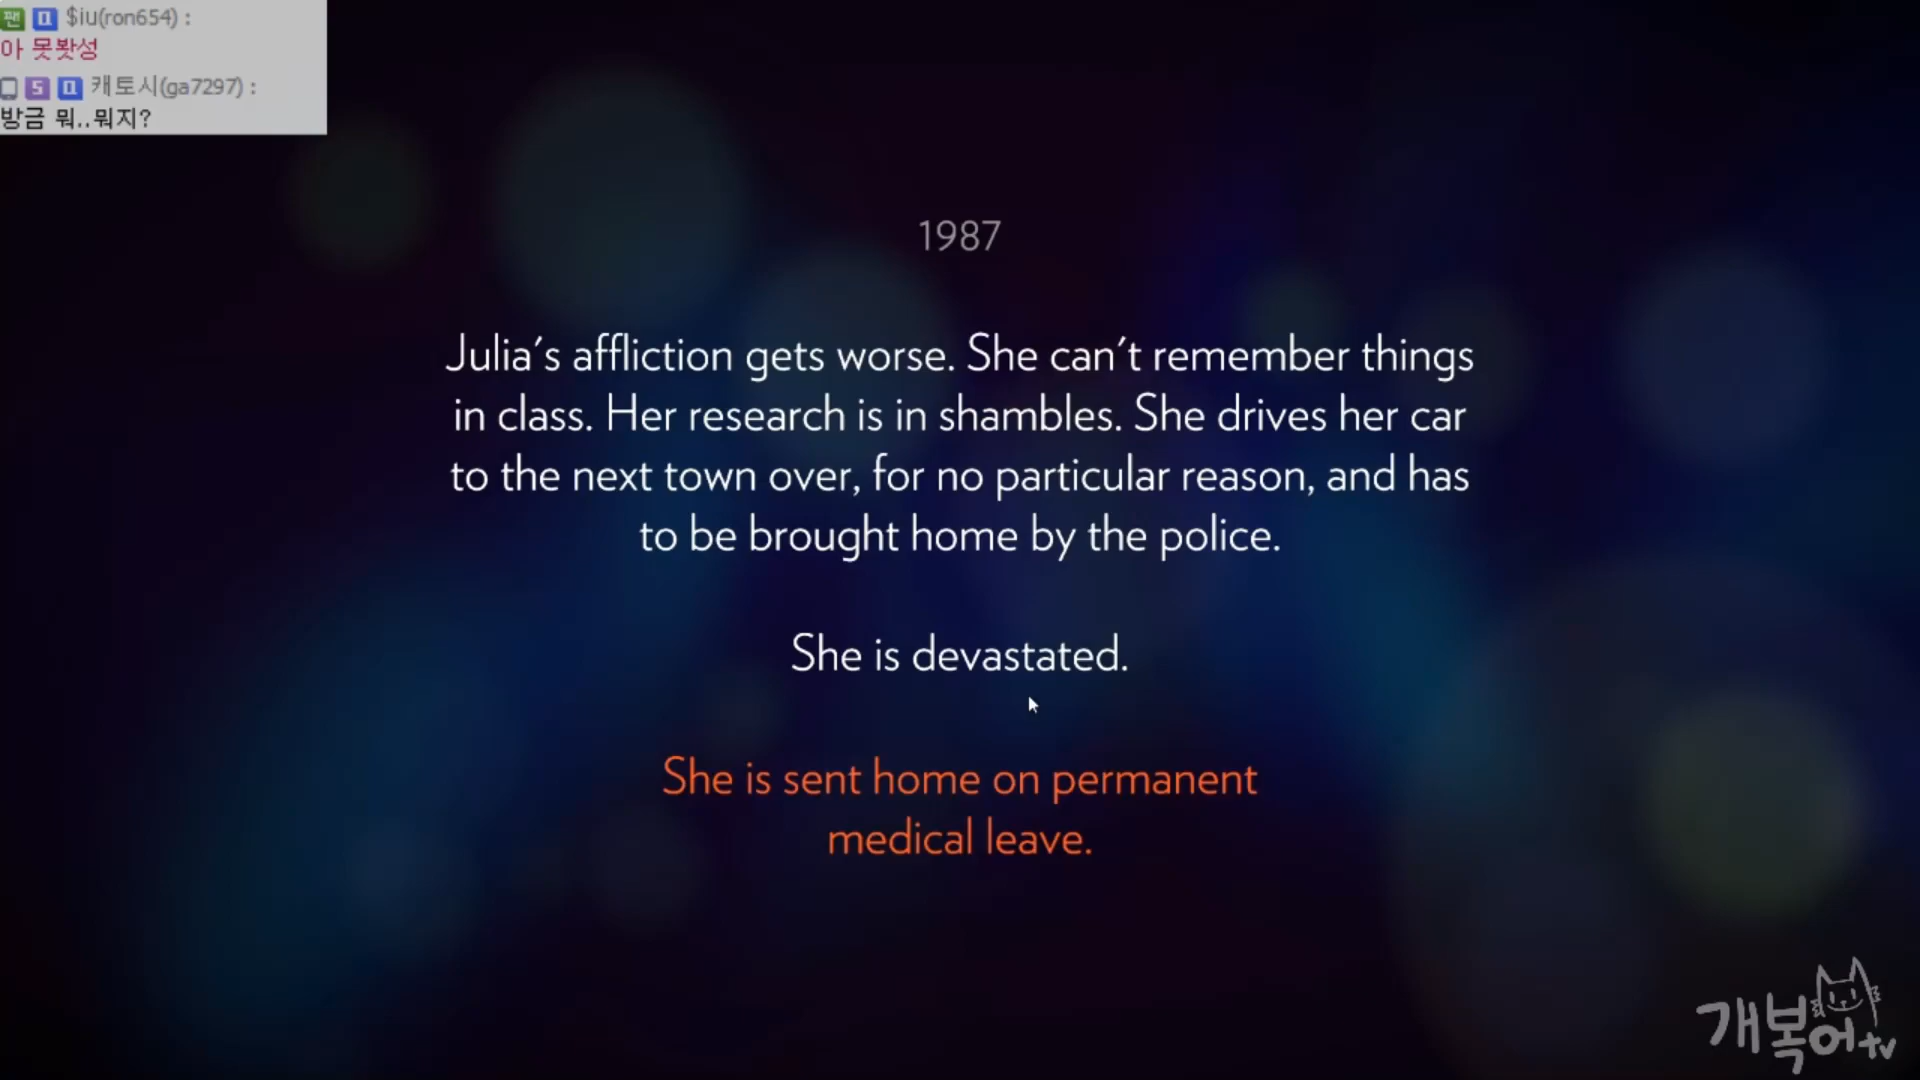 팬 $iu(ron654) :
아 못봣성
5 캐토시(ga7297) :
방금 뭐..뭐지?
1987
Julia's affliction gets worse. She can't remember things
in class. Her research is in shambles. She drives her car
to the next town over, for no particular reason, and has
to be brought home by the police.
She is devastated.
She is sent home on permanent
medical leave.
개복어tv